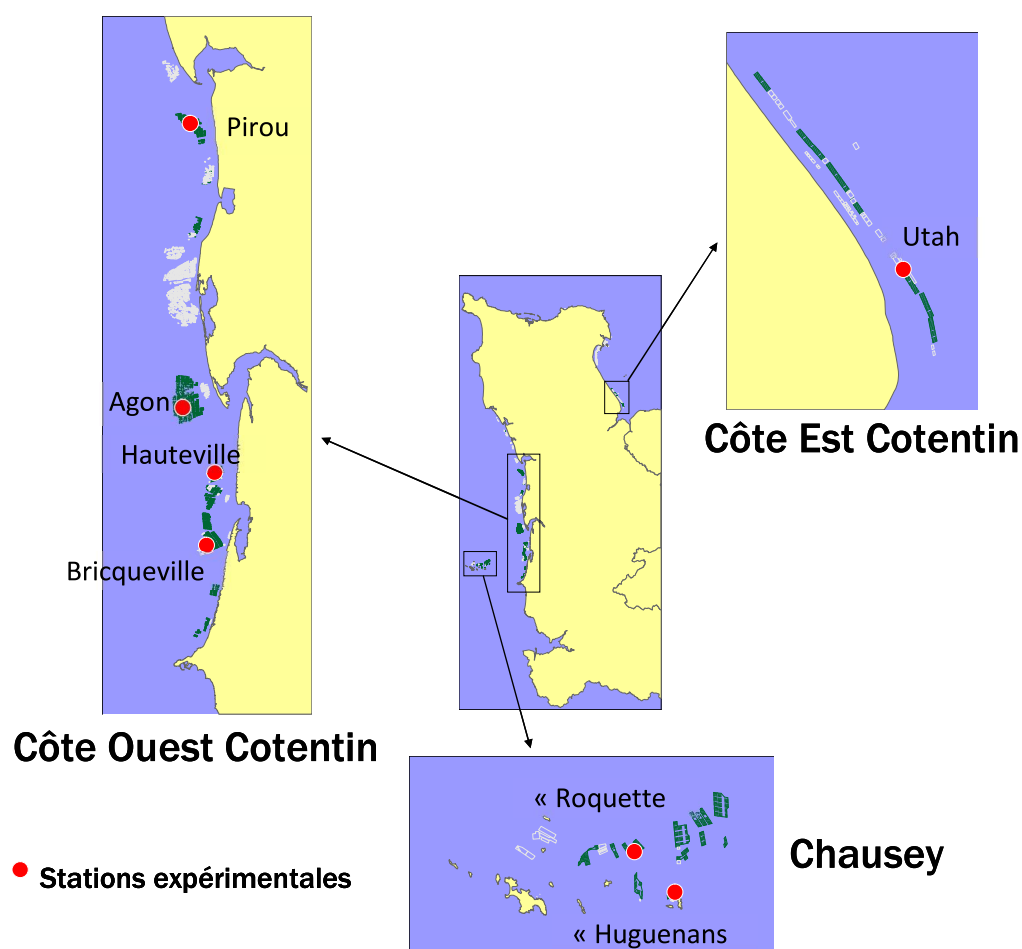 Pirou
Agon
Hauteville
Bricqueville
Côte Ouest Cotentin
Utah
Côte Est Cotentin
« Roquette
« Huguenans
Chausey
Stations expérimentales